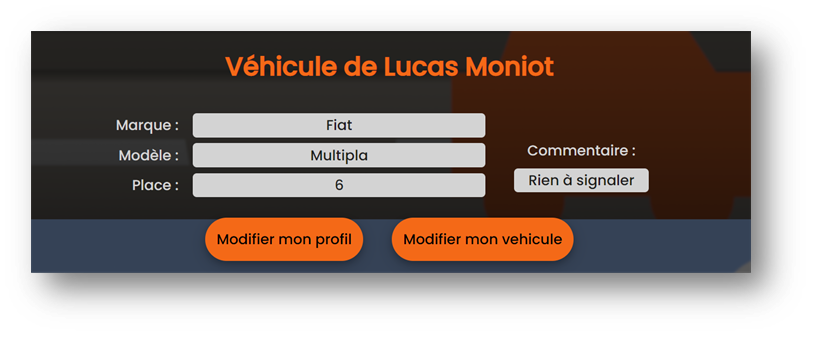 Véhicule de Lucas Moniot
Marque : Fiat
Modèle : Multipla
Place : 6
Commentaire :
Rien à signaler
Modifier mon profil
Modifier mon vehicule